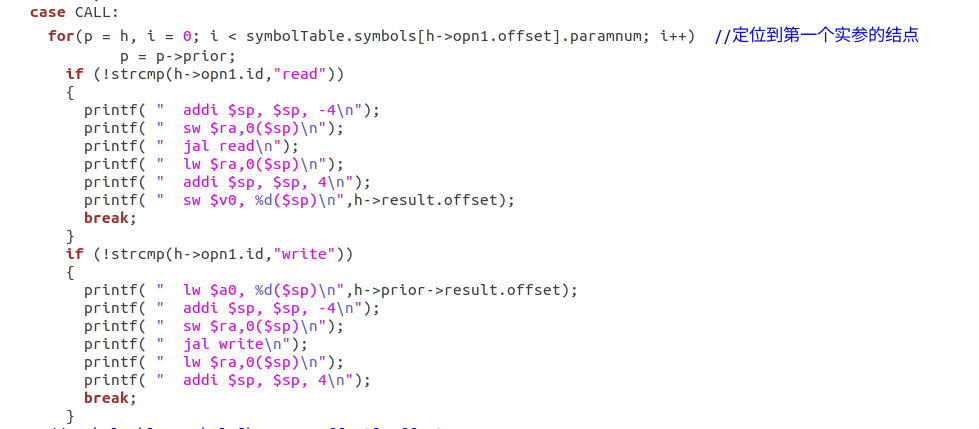 case CALL:
for(p = h, i = 0; i < symbolTable.symbols[h->opn1.offset].paramnum; i++)  //定位到第一个实参的结点
p = p->prior;
if (!strcmp(h->opn1.id,"read"))
{
printf( "  addi $sp, $sp, -4\n");
printf( "  sw $ra,0($sp)\n");
printf( "  jal read\n");
printf( "  lw $ra,0($sp)\n");
printf( "  addi $sp, $sp, 4\n");
printf( "  sw $v0, %d($sp)\n",h->result.offset);
break;
}
if (!strcmp(h->opn1.id,"write"))
{
printf( "  lw $a0, %d($sp)\n",h->prior->result.offset);
printf( "  addi $sp, $sp, -4\n");
printf( "  sw $ra,0($sp)\n");
printf( "  jal write\n");
printf( "  lw $ra,0($sp)\n");
printf( "  addi $sp, $sp, 4\n");
break;
}